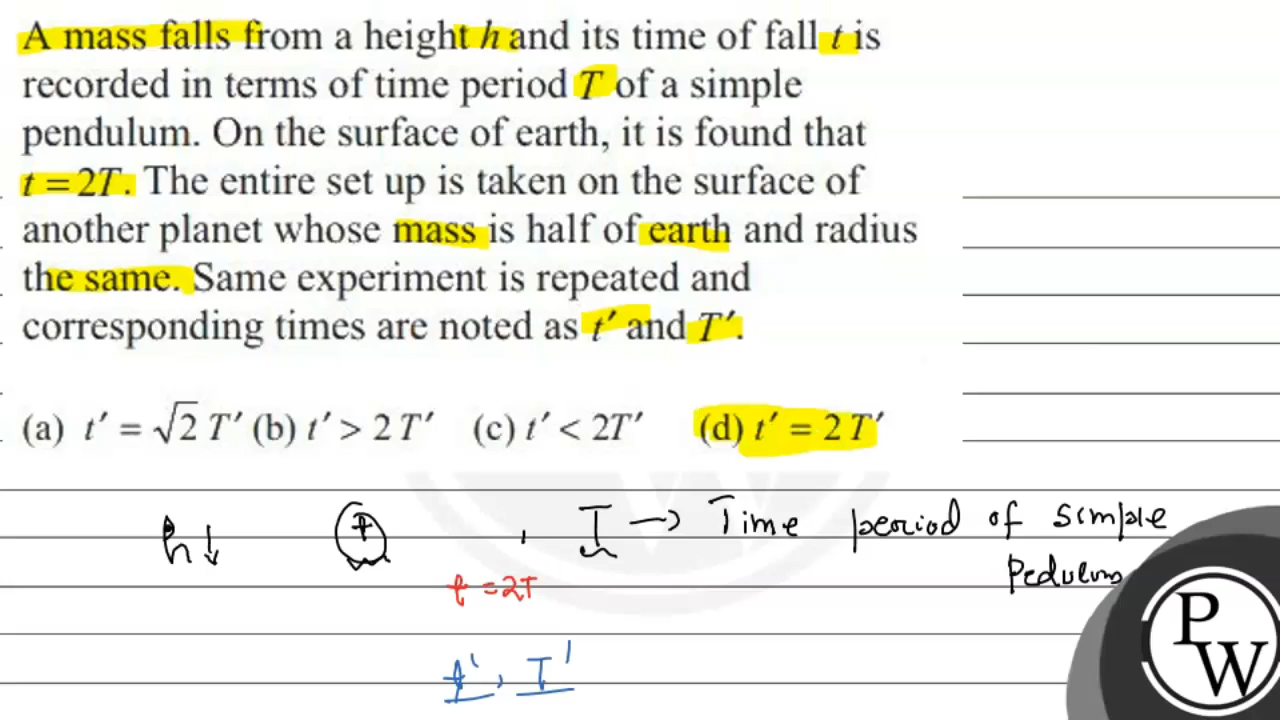 A mass falls from a height h and its time of fall t is
recorded in terms of time period T of a simple
pendulum. On the surface of earth, it is found that
t = 2T. The entire set up is taken on the surface of
another planet whose mass is half of earth and radius
the same. Same experiment is repeated and
corresponding times are noted as t′ and T′.
(a) t′ = √2 T′ (b) t′ > 2 T′ (c) t′ < 2T′ (d) t′ = 2 T′
h ↓ t , T → Time period of simple
Pedulum
t = 2T
t' , T'
P
W